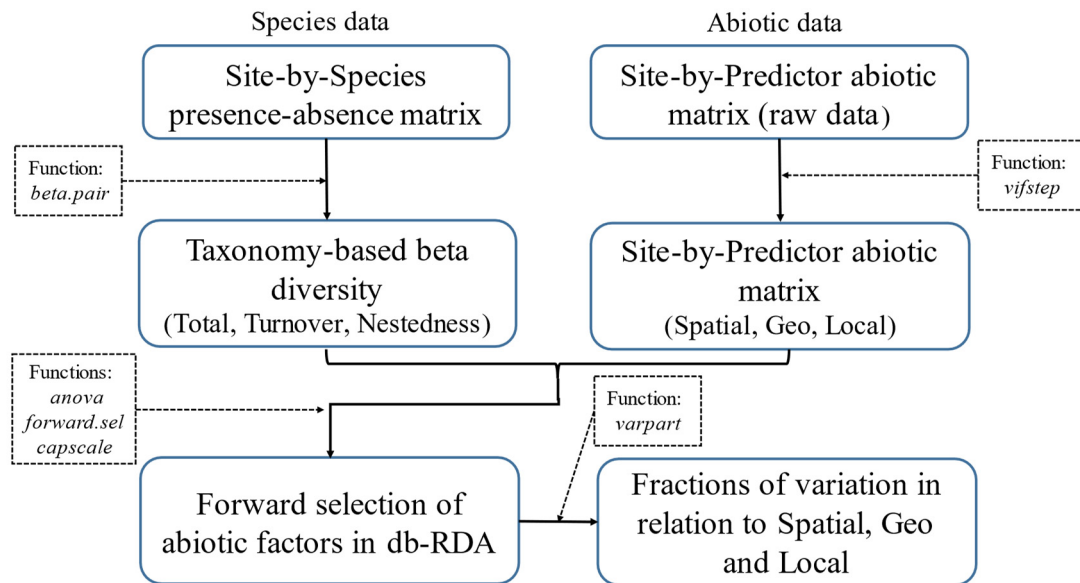 Species data
Abiotic data
Site-by-Species
presence-absence matrix
Site-by-Predictor abiotic
matrix (raw data)
Function:
beta.pair
Function:
vifstep
Taxonomy-based beta
diversity
(Total, Turnover, Nestedness)
Site-by-Predictor abiotic
matrix
(Spatial, Geo, Local)
Functions:
anova
forward.sel
capscale
Function:
varpart
Forward selection of
abiotic factors in db-RDA
Fractions of variation in
relation to Spatial, Geo
and Local